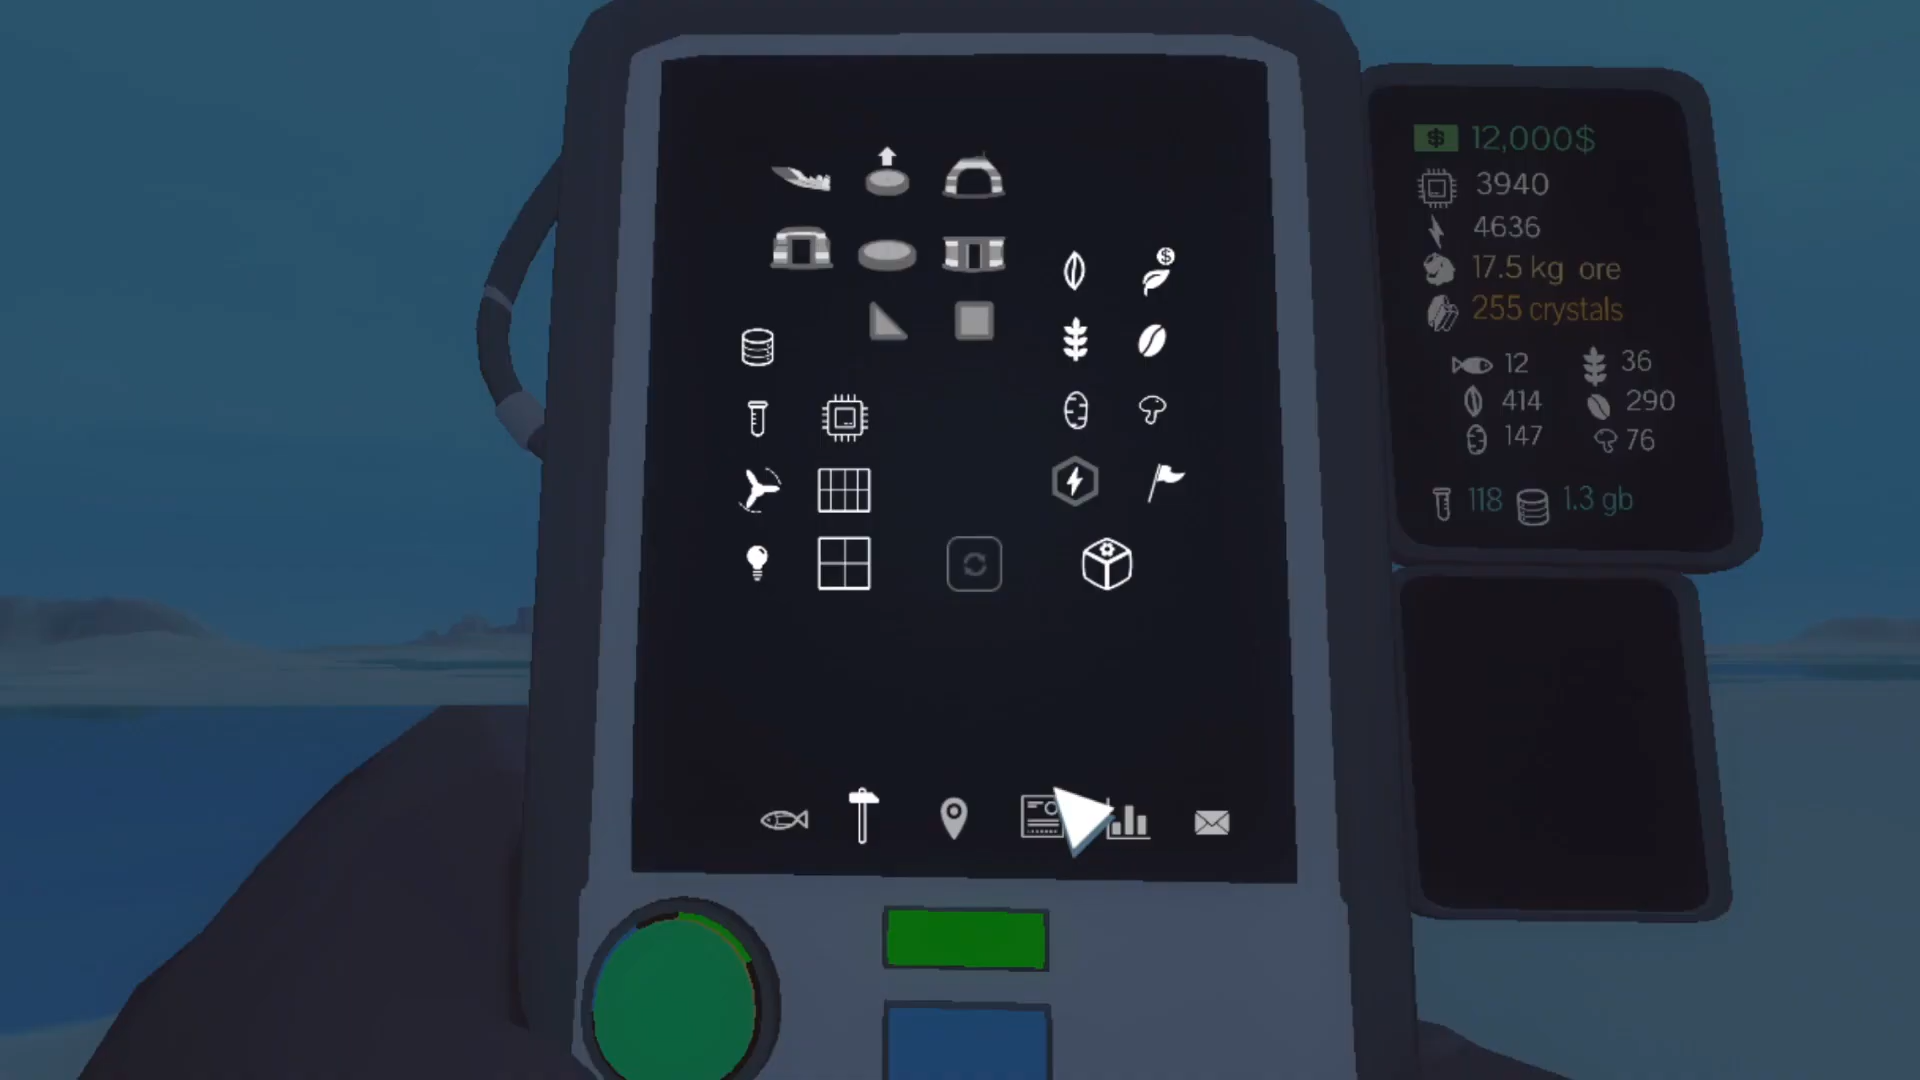 12,000$
3940
4636
17.5 kg ore
255 crystals
12 36
414 290
147 76
118 1.3 gb